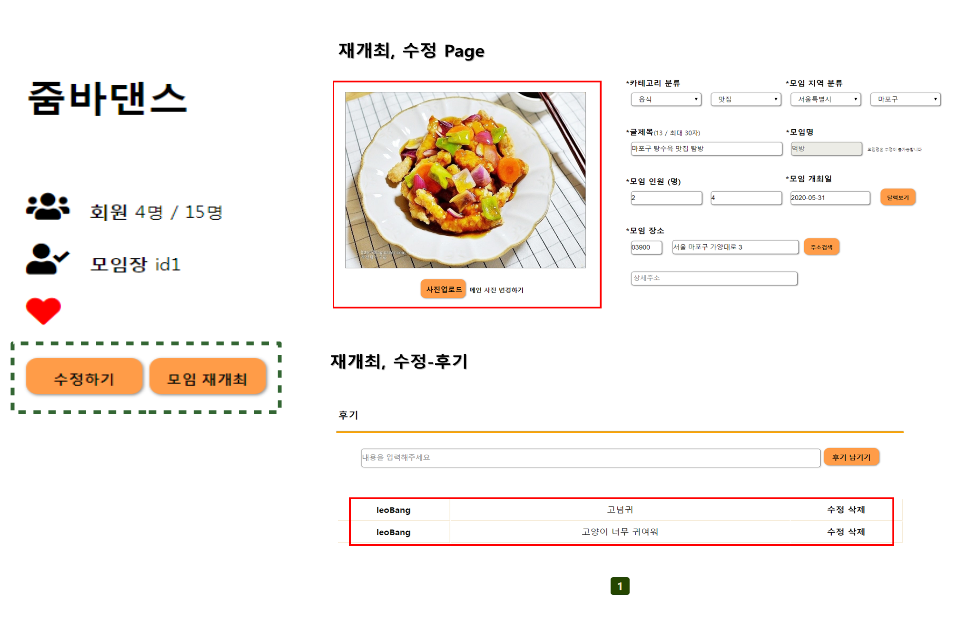 줌바댄스
회원 4명 / 15명
모임장 id1
수정하기
모임 재개최
재개최, 수정 Page
사진업로드 메인 사진 변경하기
*카테고리 분류
음식
맛집
*모임 지역 분류
서울특별시
마포구
*글제목(13 / 최대 30자)
마포구 탕수육 맛집 탐방
*모임명
먹방
*모임 인원 (명)
2
4
*모임 개최일
2020-05-31
달력보기
*모임 장소
03900
서울 마포구 가양대로 3
주소검색
상세주소
재개최, 수정-후기
후기
내용을 입력해주세요
후기 남기기
leoBang 고넘귀 수정 삭제
leoBang 고양이 너무 귀여워 수정 삭제
1